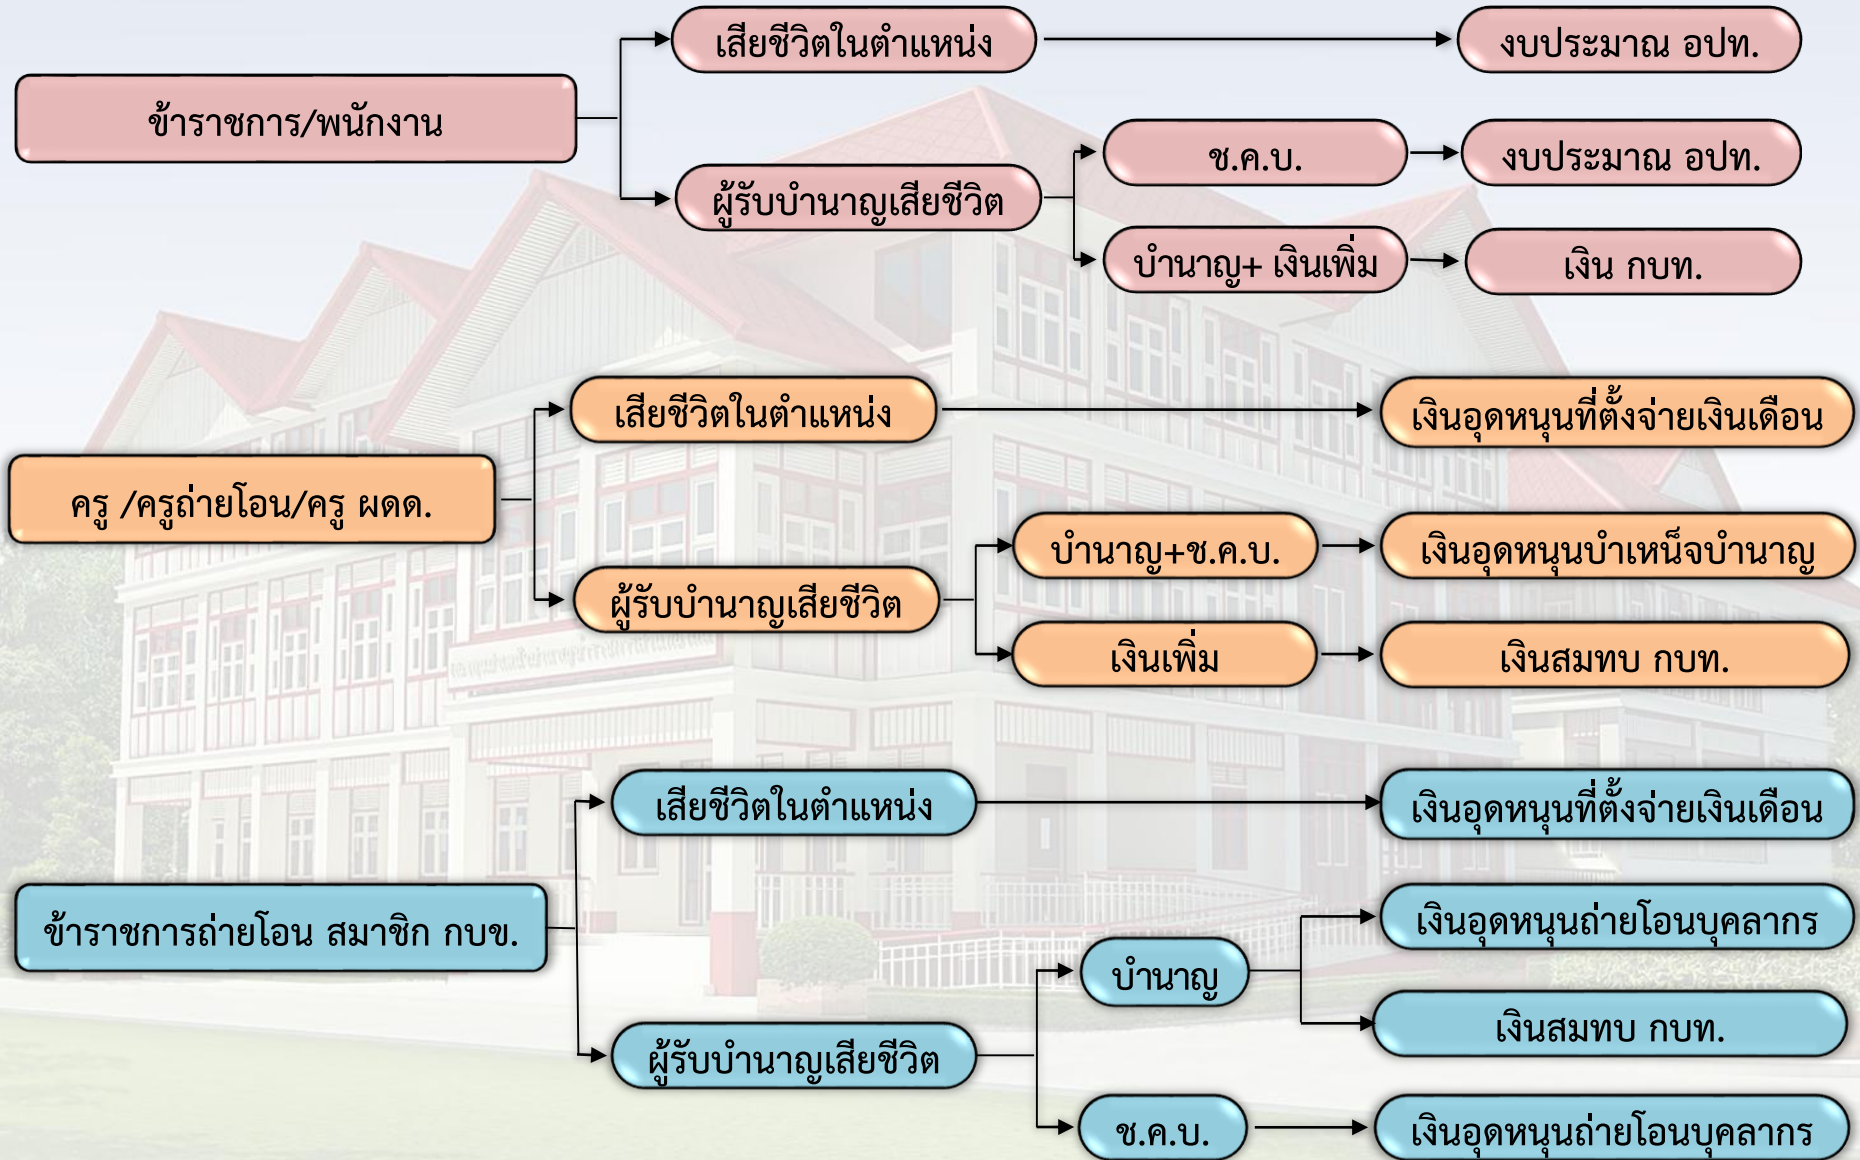 เสียชีวิตในตำแหน่ง
งบประมาณ อปท.
ข้าราชการ/พนักงาน
ช.ค.บ.
งบประมาณ อปท.
ผู้รับบำนาญเสียชีวิต
บำนาญ+ เงินเพิ่ม
เงิน กบท.
เสียชีวิตในตำแหน่ง
เงินอุดหนุนที่ตั้งจ่ายเงินเดือน
ครู /ครูถ่ายโอน/ครู ผดด.
บำนาญ+ช.ค.บ.
เงินอุดหนุนบำเหน็จบำนาญ
ผู้รับบำนาญเสียชีวิต
เงินเพิ่ม
เงินสมทบ กบท.
เสียชีวิตในตำแหน่ง
เงินอุดหนุนที่ตั้งจ่ายเงินเดือน
ข้าราชการถ่ายโอน สมาชิก กบข.
เงินอุดหนุนถ่ายโอนบุคลากร
บำนาญ
เงินสมทบ กบท.
ผู้รับบำนาญเสียชีวิต
ช.ค.บ.
เงินอุดหนุนถ่ายโอนบุคลากร